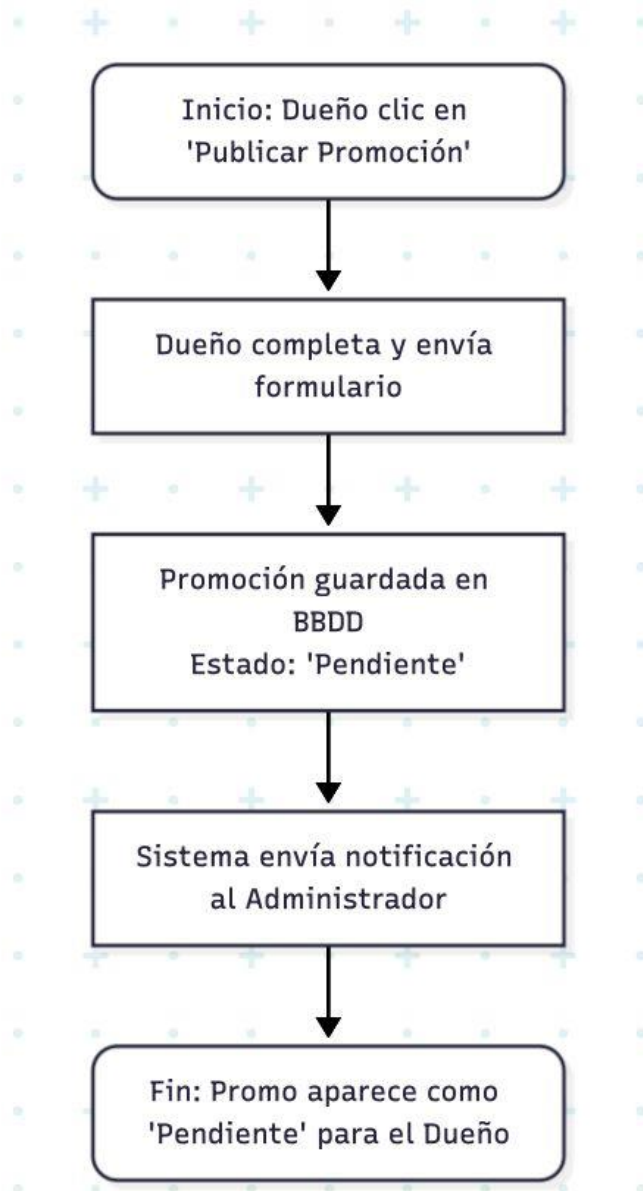 Inicio: Dueño clic en
'Publicar Promoción'
Dueño completa y envía
formulario
Promoción guardada en
BBDD
Estado: 'Pendiente'
Sistema envía notificación
al Administrador
Fin: Promo aparece como
'Pendiente' para el Dueño